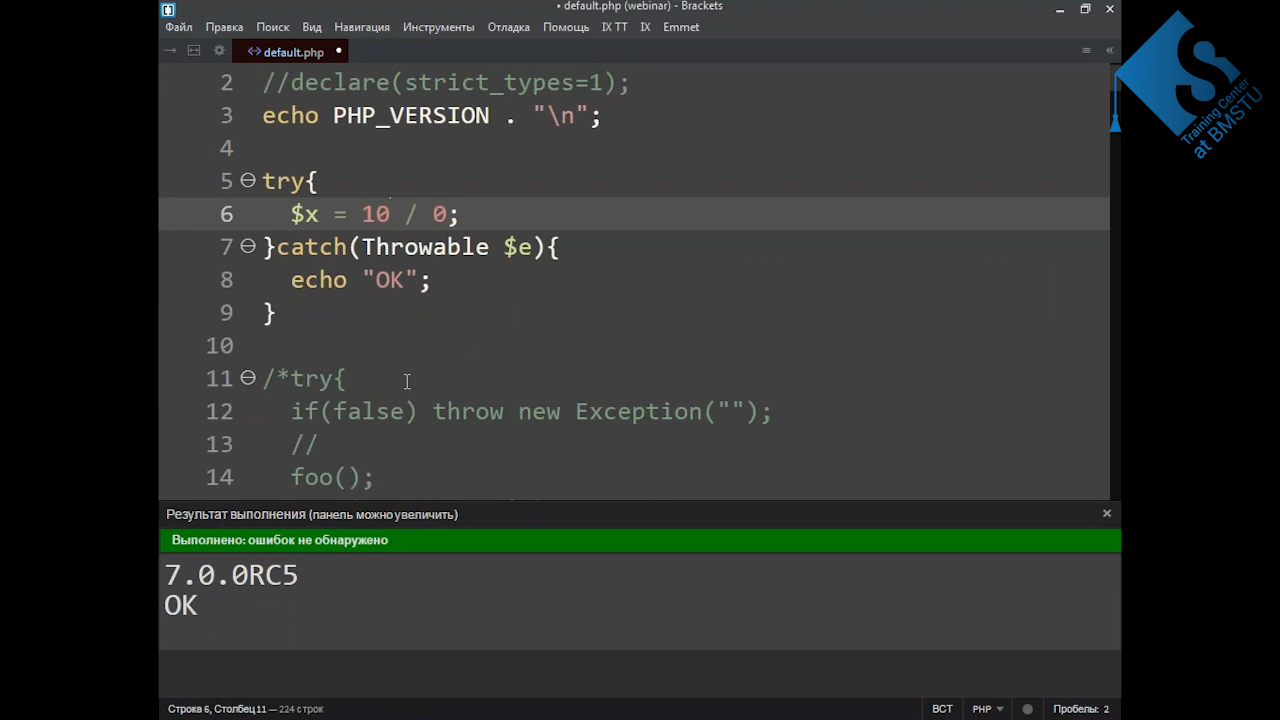 • default.php (webinar) - Brackets
Файл Правка Поиск Вид Навигация Инструменты Отладка Помощь IX TT IX Emmet
<> default.php •
2 //declare(strict_types=1);
3 echo PHP_VERSION . "\n";
4
5 try{
6 $x = 10 / 0;
7 }catch(Throwable $e){
8 echo "OK";
9 }
10
11 /*try{
12 if(false) throw new Exception("");
13 //
14 foo();
Результат выполнения (панель можно увеличить)
Выполнено: ошибок не обнаружено
7.0.0RC5
OK
Строка 6, Столбец 11 — 224 строк
ВСТ PHP Пробелы: 2
Training Center
at BMSTU